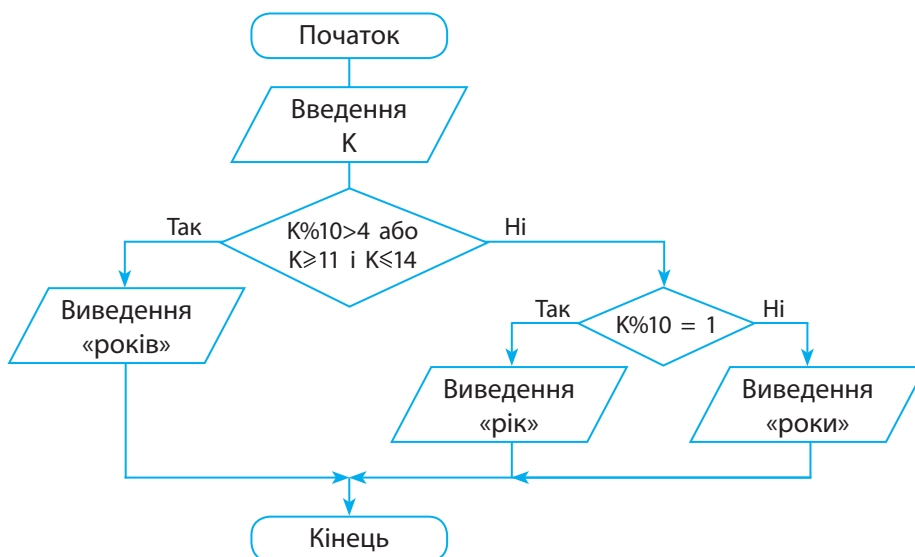 Початок
Введення
K
Так
K%10>4 або
K⩾11 і K⩽14
Ні
Виведення
«років»
Так
K%10 = 1
Ні
Виведення
«рік»
Виведення
«роки»
Кінець